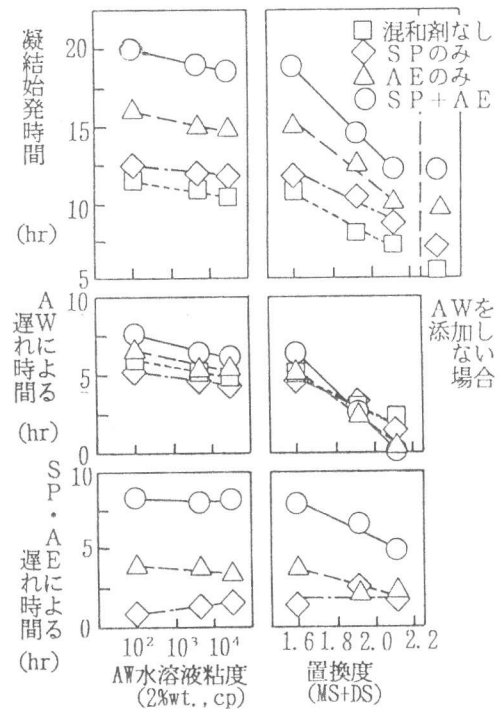 □ 混和剤なし
◇ SPのみ
△ AEのみ
○ SP+AE
凝結始発時間
(hr)
20
15
10
5
AWによる
遅れ時間
(hr)
10
5
0
AWを
添加し
ない
場合
SP・AEによる
遅れ時間
(hr)
10
5
0
10² 10³ 10⁴
AW水溶液粘度
(2%wt.,cp)
1.6 1.8 2.0 2.2
置換度
(MS+DS)